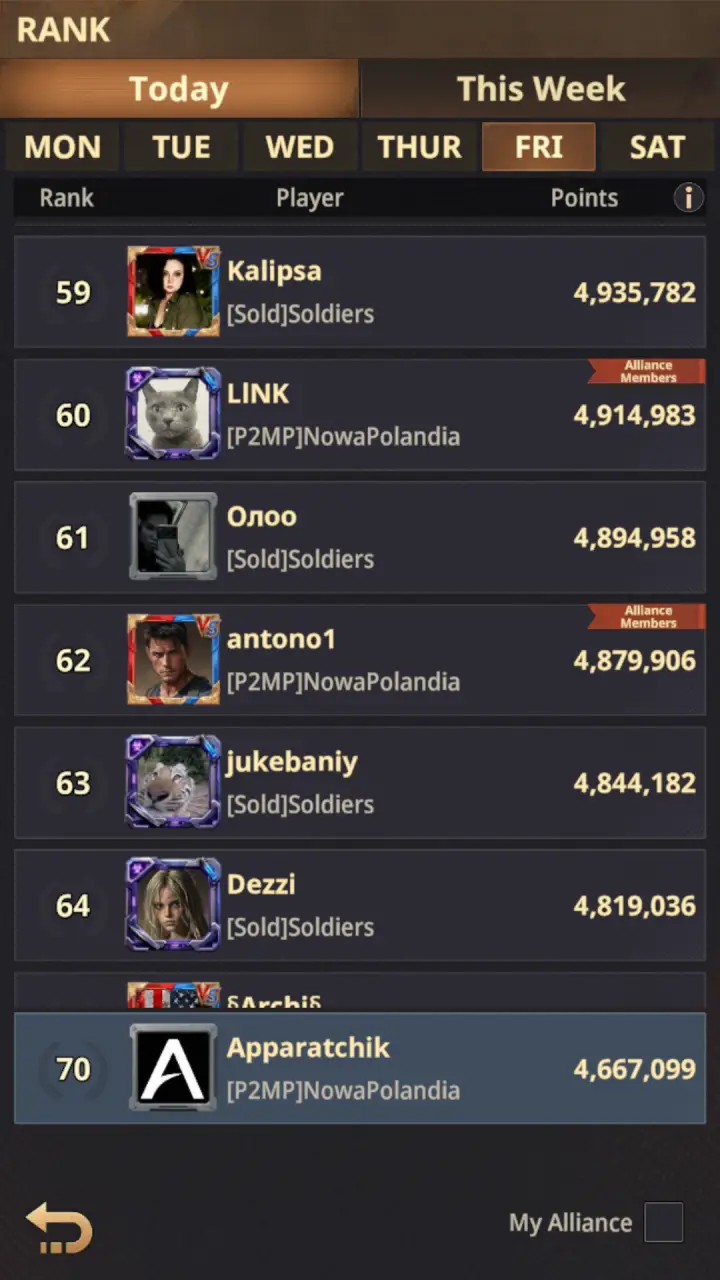 RANK
Today
This Week
MON
TUE
WED
THUR
FRI
SAT
Rank
Player
Points
59
Kalipsa
[Sold]Soldiers
4,935,782
60
LINK
[P2MP]NowaPolandia
Alliance
Members
4,914,983
61
Олоо
[Sold]Soldiers
4,894,958
62
antono1
[P2MP]NowaPolandia
Alliance
Members
4,879,906
63
jukebaniy
[Sold]Soldiers
4,844,182
64
Dezzi
[Sold]Soldiers
4,819,036
§Archi§
70
Apparatchik
[P2MP]NowaPolandia
4,667,099
My Alliance